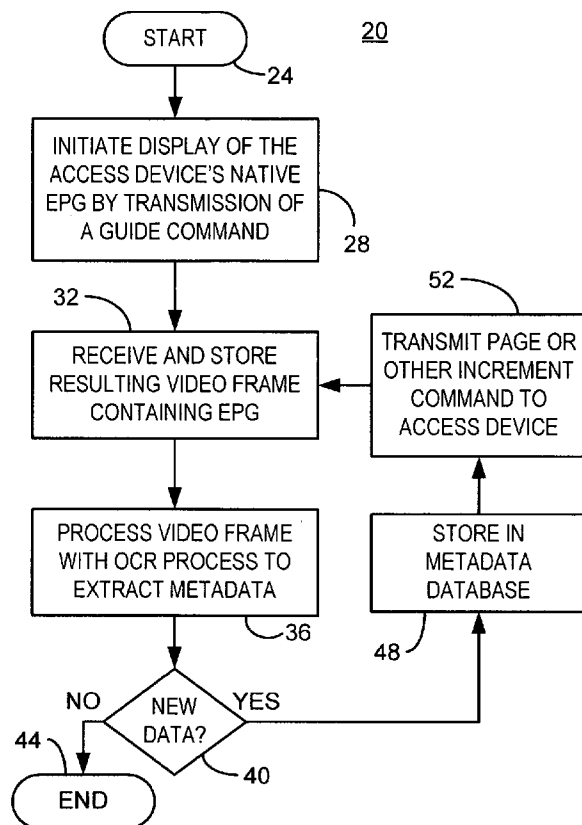 START
20
24
INITIATE DISPLAY OF THE
ACCESS DEVICE'S NATIVE
EPG BY TRANSMISSION OF
A GUIDE COMMAND
28
32
RECEIVE AND STORE
RESULTING VIDEO FRAME
CONTAINING EPG
52
TRANSMIT PAGE OR
OTHER INCREMENT
COMMAND TO
ACCESS DEVICE
PROCESS VIDEO FRAME
WITH OCR PROCESS TO
EXTRACT METADATA
36
STORE IN
METADATA
DATABASE
48
NO
YES
NEW
DATA?
40
44
END